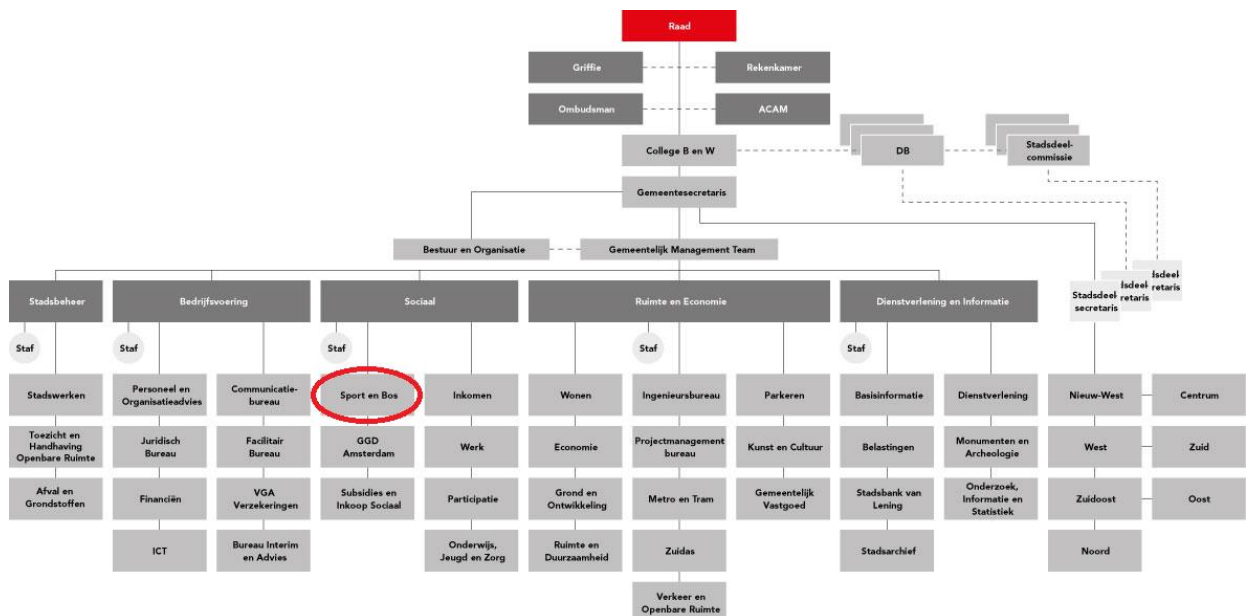 Raad
Griffie
Rekenkamer
Ombudsman
ACAM
College B en W
DB
Stadsdeel-
commissie
Gemeentesecretaris
Bestuur en Organisatie
Gemeentelijk Management Team
Stadsbeheer
Bedrijfsvoering
Sociaal
Ruimte en Economie
Dienstverlening en Informatie
Stadsdeel
secretaris
dsdeel-
retaris
dsdeel-
retaris
Staf
Staf
Staf
Staf
Staf
Stadswerken
Personeel en
Organisatieadvies
Communicatie-
bureau
Sport en Bos
Inkomen
Wonen
Ingenieursbureau
Parkeren
Basisinformatie
Dienstverlening
Nieuw-West
Centrum
Toezicht en
Handhaving
Openbare Ruimte
Juridisch
Bureau
Facilitair
Bureau
GGD
Amsterdam
Werk
Economie
Projectmanagement
bureau
Kunst en Cultuur
Belastingen
Monumenten en
Archeologie
West
Zuid
Afval en
Grondstoffen
Financiën
VGA
Verzekeringen
Subsidies en
Inkoop Sociaal
Participatie
Grond en
Ontwikkeling
Metro en Tram
Gemeentelijk
Vastgoed
Stadsbank van
Lening
Onderzoek,
Informatie en
Statistiek
Zuidoost
Oost
ICT
Bureau Interim
en Advies
Onderwijs,
Jeugd en Zorg
Ruimte en
Duurzaamheid
Zuidas
Stadsarchief
Noord
Verkeer en
Openbare Ruimte